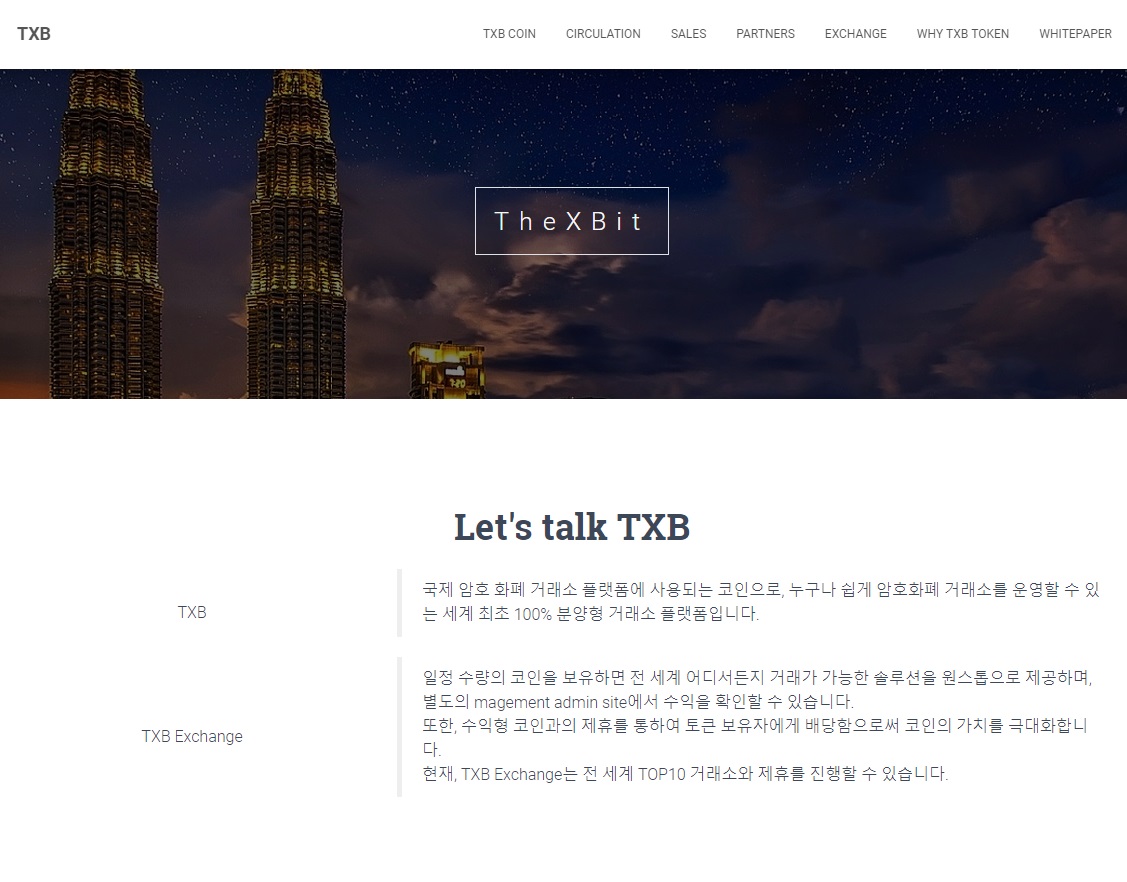 TXB
TXB COIN
CIRCULATION
SALES
PARTNERS
EXCHANGE
WHY TXB TOKEN
WHITEPAPER
TheXBit
Let's talk TXB
TXB
국제 암호 화폐 거래소 플랫폼에 사용되는 코인으로, 누구나 쉽게 암호화폐 거래소를 운영할 수 있
는 세계 최초 100% 분양형 거래소 플랫폼입니다.
TXB Exchange
일정 수량의 코인을 보유하면 전 세계 어디서든지 거래가 가능한 솔루션을 원스톱으로 제공하며,
별도의 magement admin site에서 수익을 확인할 수 있습니다.
또한, 수익형 코인과의 제휴를 통하여 토큰 보유자에게 배당함으로써 코인의 가치를 극대화합니
다.
현재, TXB Exchange는 전 세계 TOP10 거래소와 제휴를 진행할 수 있습니다.